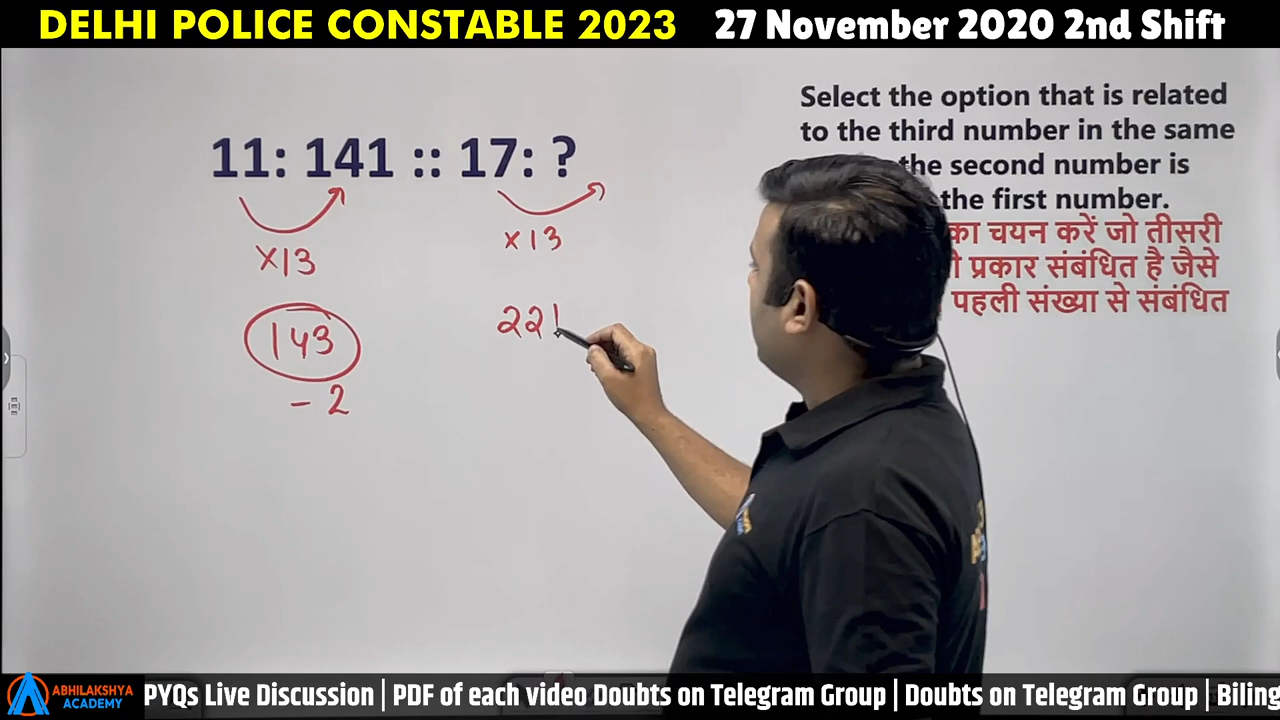 DELHI POLICE CONSTABLE 2023 27 November 2020 2nd Shift
Select the option that is related
to the third number in the same
the second number is
the first number.
का चयन करें जो तीसरी
प्रकार संबंधित है जैसे
पहली संख्या से संबंधित
11: 141 :: 17: ?
×13 ×13
143 221
- 2
ABHILAKSHYA
ACADEMY
PYQs Live Discussion | PDF of each video Doubts on Telegram Group | Doubts on Telegram Group | Biling